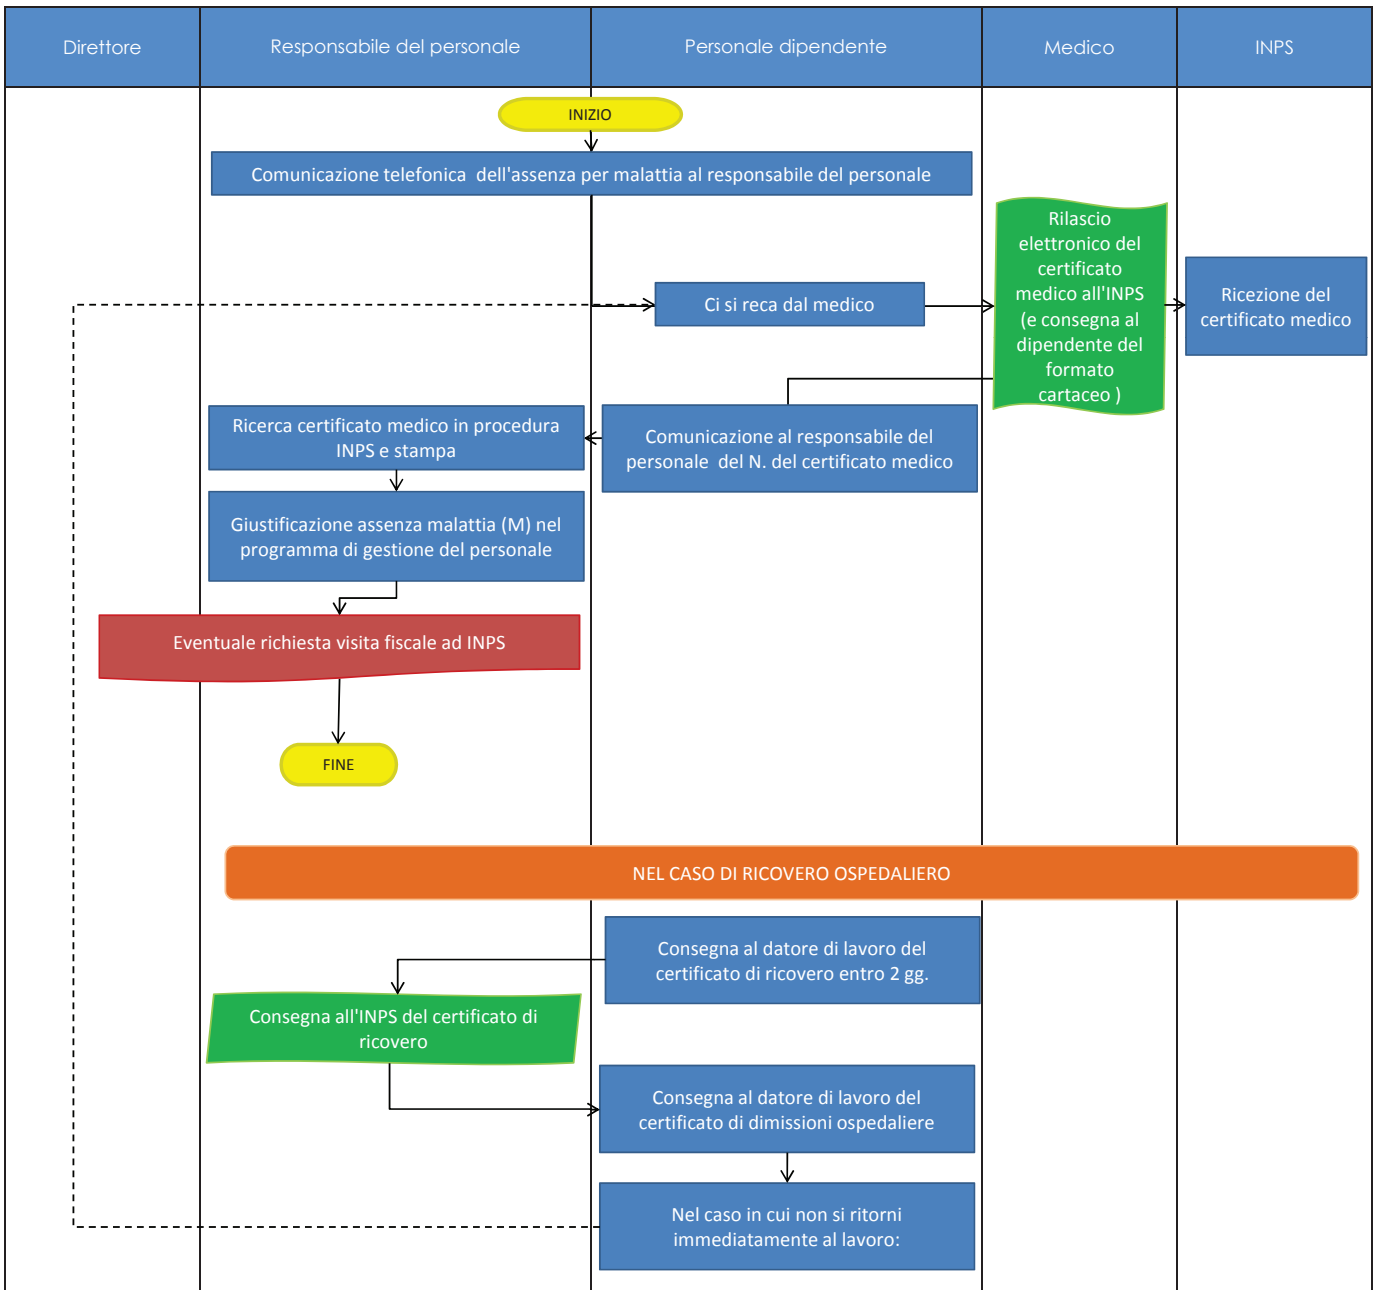 Direttore
Responsabile del personale
Personale dipendente
Medico
INPS
INIZIO
Comunicazione telefonica dell'assenza per malattia al responsabile del personale
Rilascio
elettronico del
certificato
medico all'INPS
(e consegna al
dipendente del
formato
cartaceo )
Ci si reca dal medico
Ricezione del
certificato medico
Ricerca certificato medico in procedura
INPS e stampa
Comunicazione al responsabile del
personale del N. del certificato medico
Giustificazione assenza malattia (M) nel
programma di gestione del personale
Eventuale richiesta visita fiscale ad INPS
FINE
NEL CASO DI RICOVERO OSPEDALIERO
Consegna al datore di lavoro del
certificato di ricovero entro 2 gg.
Consegna all'INPS del certificato di
ricovero
Consegna al datore di lavoro del
certificato di dimissioni ospedaliere
Nel caso in cui non si ritorni
immediatamente al lavoro: